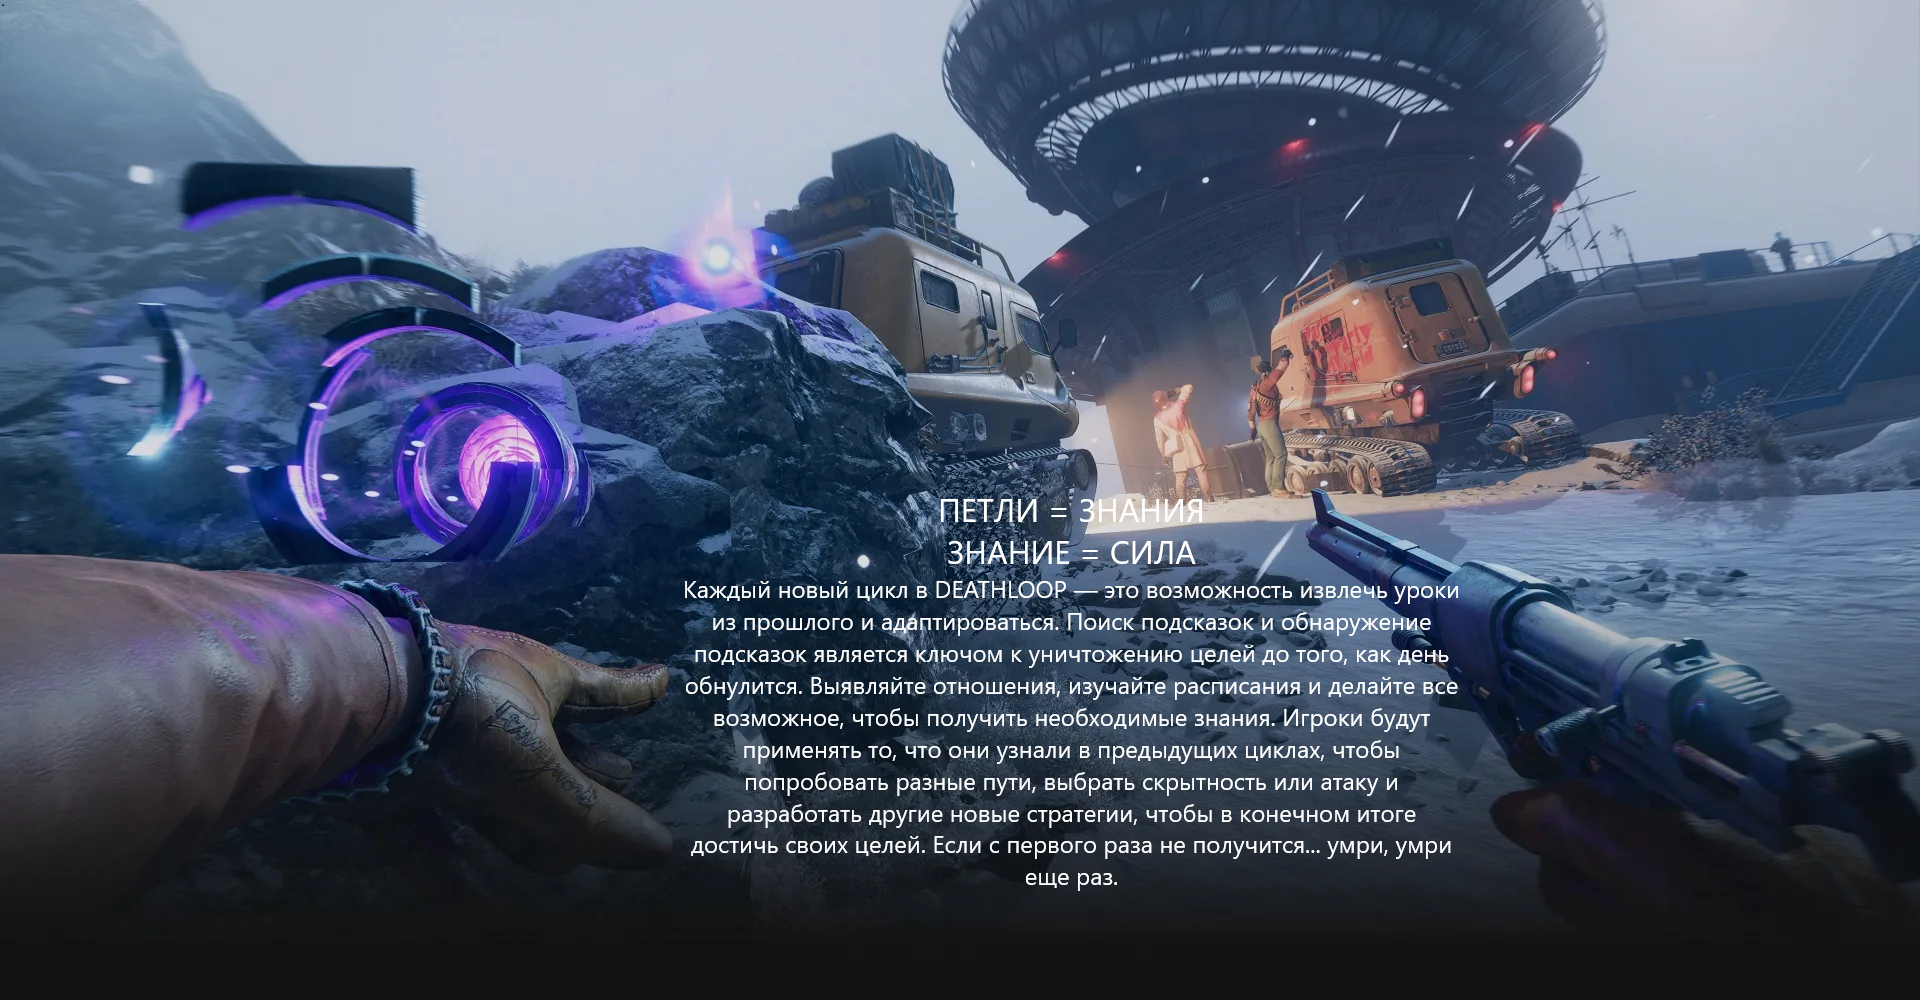 ПЕТЛИ = ЗНАНИЯ
ЗНАНИЕ = СИЛА
Каждый новый цикл в DEATHLOOP — это возможность извлечь уроки
из прошлого и адаптироваться. Поиск подсказок и обнаружение
подсказок является ключом к уничтожению целей до того, как день
обнулится. Выявляйте отношения, изучайте расписания и делайте все
возможное, чтобы получить необходимые знания. Игроки будут
применять то, что они узнали в предыдущих циклах, чтобы
попробовать разные пути, выбрать скрытность или атаку и
разработать другие новые стратегии, чтобы в конечном итоге
достичь своих целей. Если с первого раза не получится... умри, умри
еще раз.